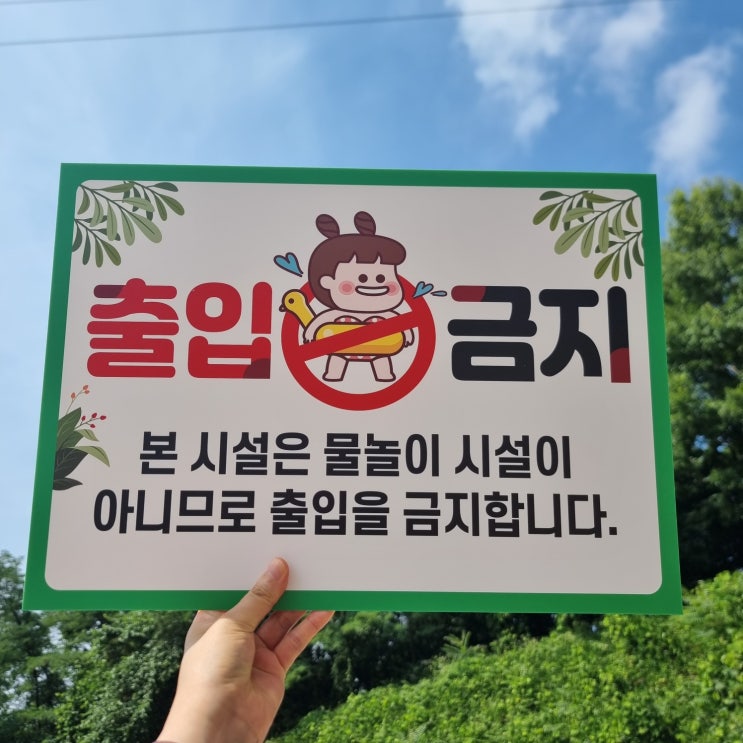 출입 금지
본 시설은 물놀이 시설이
아니므로 출입을 금지합니다.